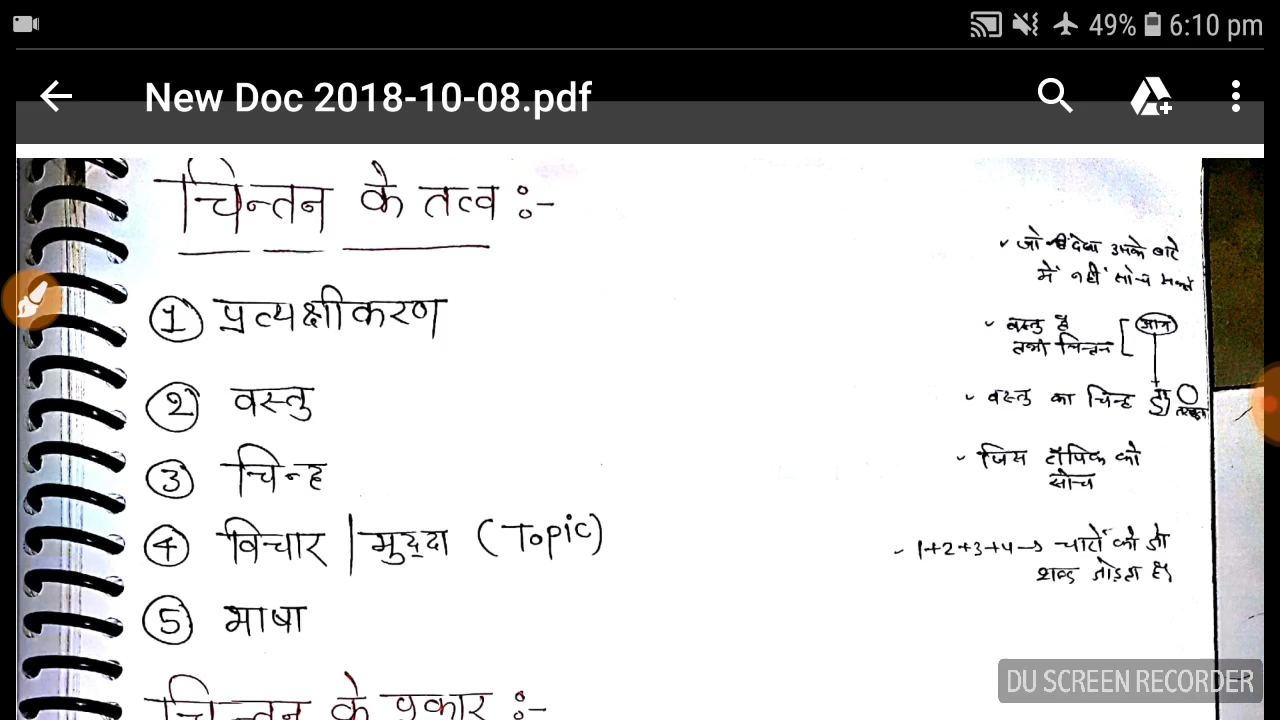 49% 6:10 pm
New Doc 2018-10-08.pdf
चिन्तन के तत्व :-
① प्रत्यक्षीकरण
② वस्तु
③ चिन्ह
④ विचार | मुद्दा (Topic)
⑤ भाषा
चिन्तन के प्रकार :-
✓ जो देखा उसके बारे
में नहीं सोच सकते
✓ वस्तु है
तभी चिन्तन
✓ वस्तु का चिन्ह
- जिस टॉपिक को
सोच
- 1+2+3+4 → चारों को जो
शब्द जोड़ता है
DU SCREEN RECORDER